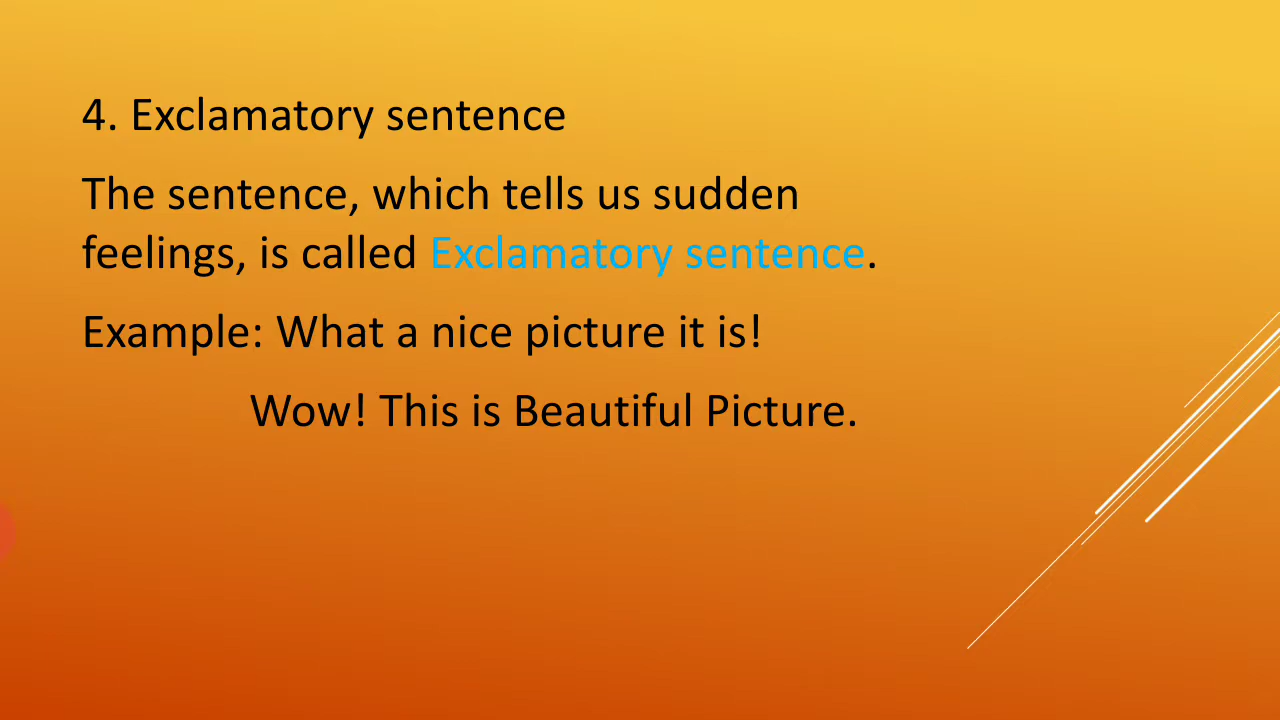 4. Exclamatory sentence
The sentence, which tells us sudden
feelings, is called Exclamatory sentence.
Example: What a nice picture it is!
Wow! This is Beautiful Picture.